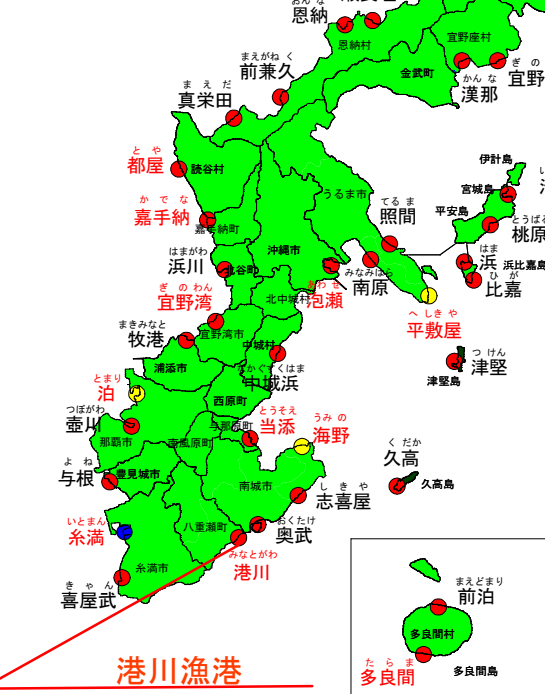 おんな
恩納
恩納村
宜野座村
金武町
かんな
漢那
ぎの
宜野
まえがねく
前兼久
まえだ
真栄田
とや
都屋
読谷村
かでな
嘉手納
嘉手納町
はまがわ
浜川
北谷町
沖縄市
うるま市
てるま
照間
みなみはら
南原
伊計島
宮城島
平安島
とうばる
桃原
はま
浜
浜比嘉島
ひが
比嘉
へしきや
平敷屋
つけん
津堅
津堅島
ぎのわん
宜野湾
宜野湾市
北中城村
あわせ
泡瀬
まきみなと
牧港
浦添市
中城村
なかぐすくはま
中城浜
西原町
とまり
泊
つぼがわ
壺川
那覇市
南風原町
与那原町
とうそえ
当添
うみの
海野
よね
与根
豊見城市
南城市
しきや
志喜屋
くだか
久高
久高島
いとまん
糸満
糸満市
八重瀬町
おくたけ
奥武
みなとがわ
港川
きゃん
喜屋武
港川漁港
まえどまり
前泊
多良間村
たらま
多良間
多良間島